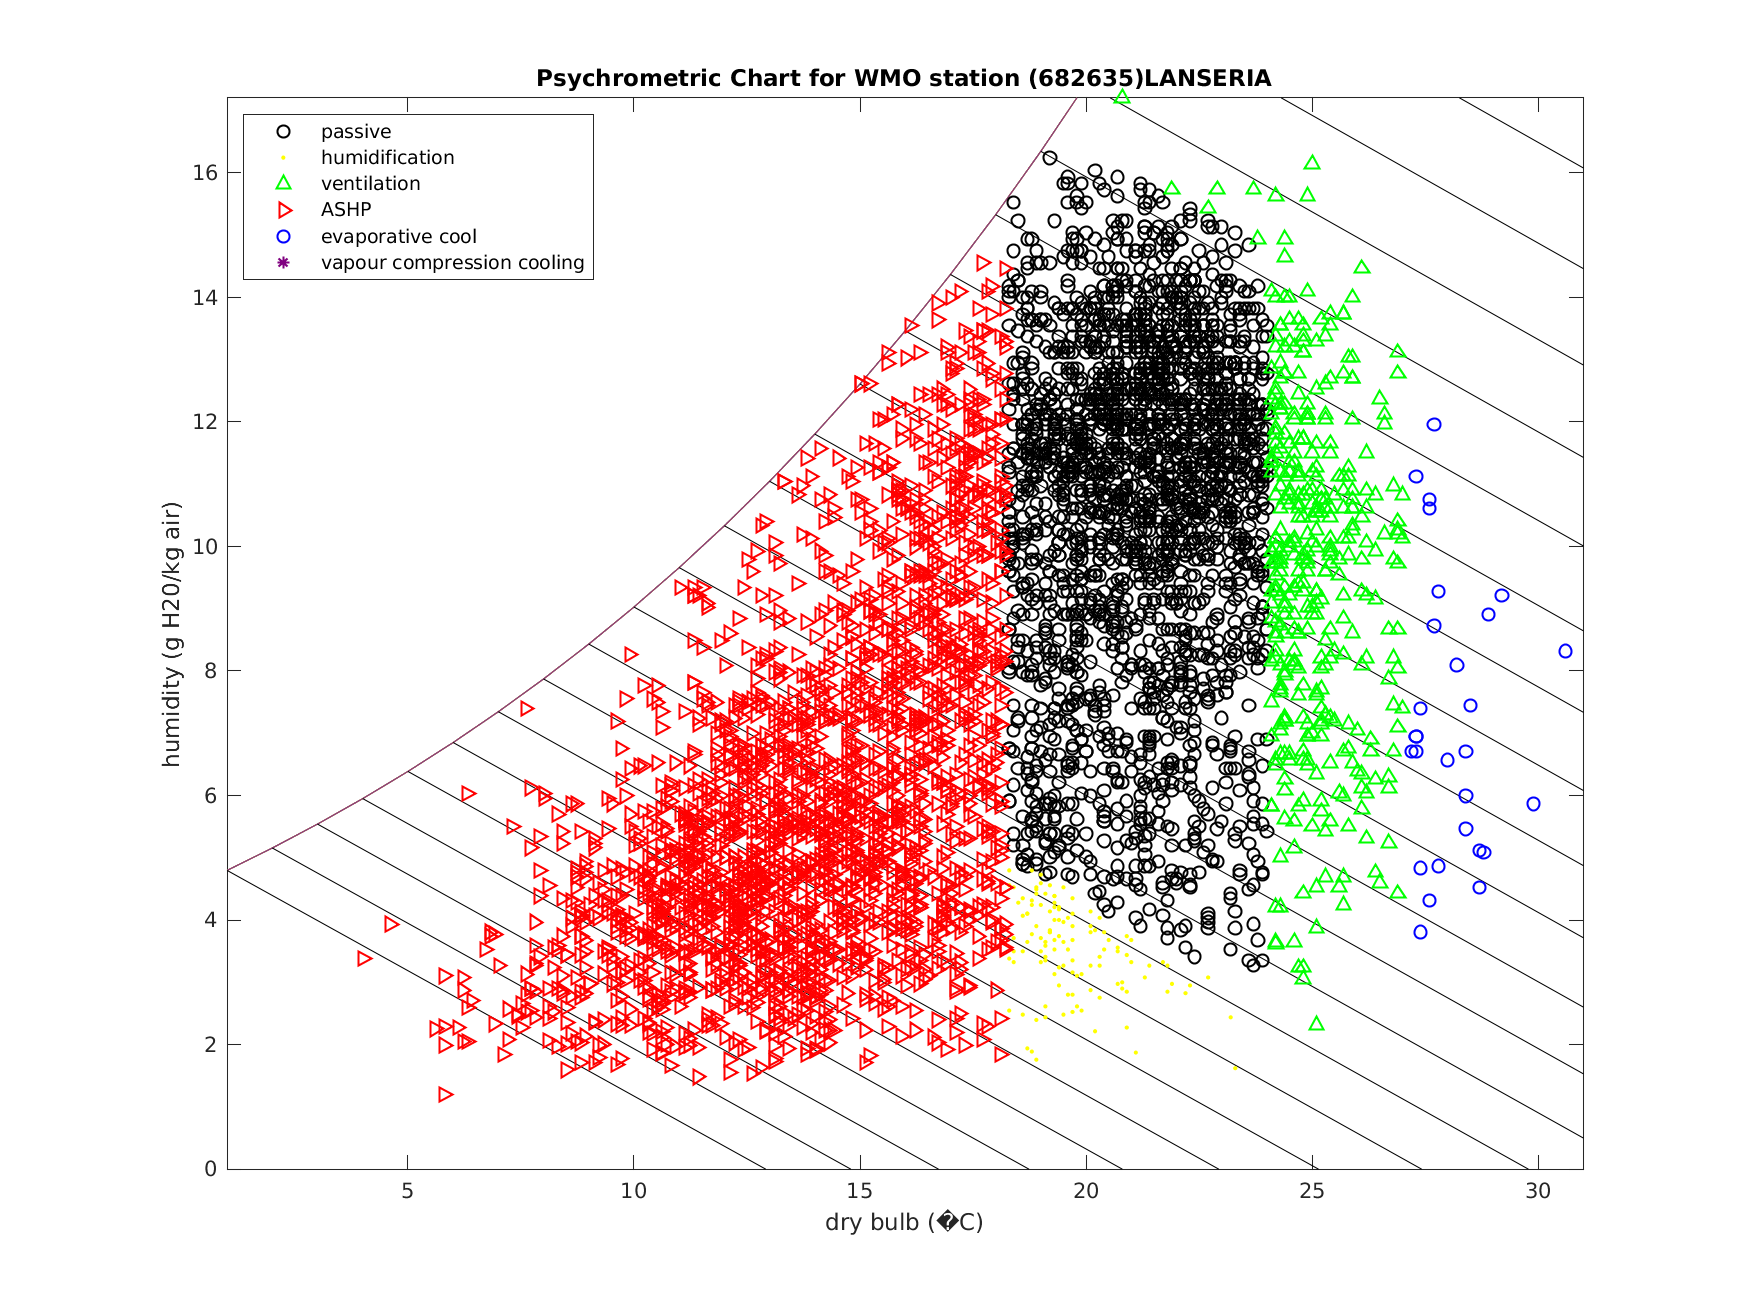 Psychrometric Chart for WMO station (682635)LANSERIA
passive
humidification
ventilation
ASHP
evaporative cool
vapour compression cooling
humidity (g H20/kg air)
16
14
12
10
8
6
4
2
0
5 10 15 20 25 30
dry bulb (�C)